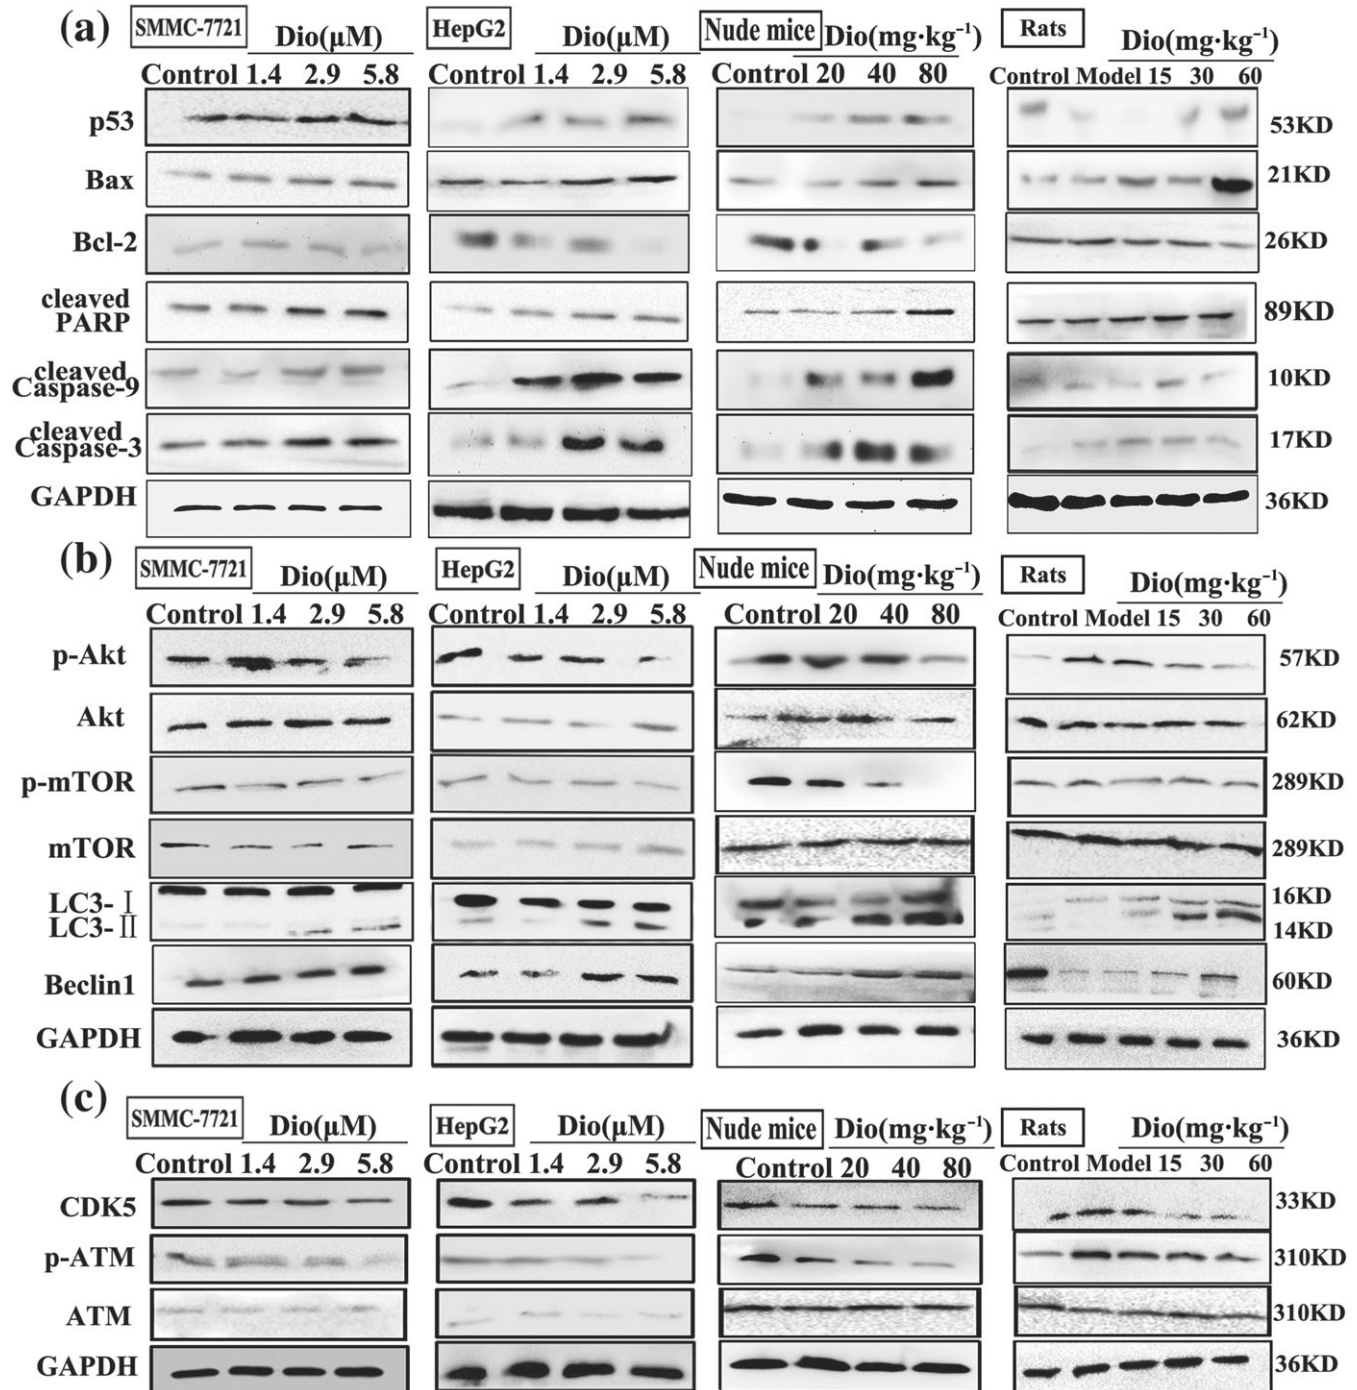 (a) SMMC-7721 Dio(μM) HepG2 Dio(μM) Nude mice Dio(mg·kg⁻¹) Rats Dio(mg·kg⁻¹)
Control 1.4 2.9 5.8 Control 1.4 2.9 5.8 Control 20 40 80 Control Model 15 30 60
p53 53KD
Bax 21KD
Bcl-2 26KD
cleaved
PARP 89KD
cleaved
Caspase-9 10KD
cleaved
Caspase-3 17KD
GAPDH 36KD
(b) SMMC-7721 Dio(μM) HepG2 Dio(μM) Nude mice Dio(mg·kg⁻¹) Rats Dio(mg·kg⁻¹)
Control 1.4 2.9 5.8 Control 1.4 2.9 5.8 Control 20 40 80 Control Model 15 30 60
p-Akt 57KD
Akt 62KD
p-mTOR 289KD
mTOR 289KD
LC3-Ⅰ 16KD
LC3-Ⅱ 14KD
Beclin1 60KD
GAPDH 36KD
(c) SMMC-7721 Dio(μM) HepG2 Dio(μM) Nude mice Dio(mg·kg⁻¹) Rats Dio(mg·kg⁻¹)
Control 1.4 2.9 5.8 Control 1.4 2.9 5.8 Control 20 40 80 Control Model 15 30 60
CDK5 33KD
p-ATM 310KD
ATM 310KD
GAPDH 36KD